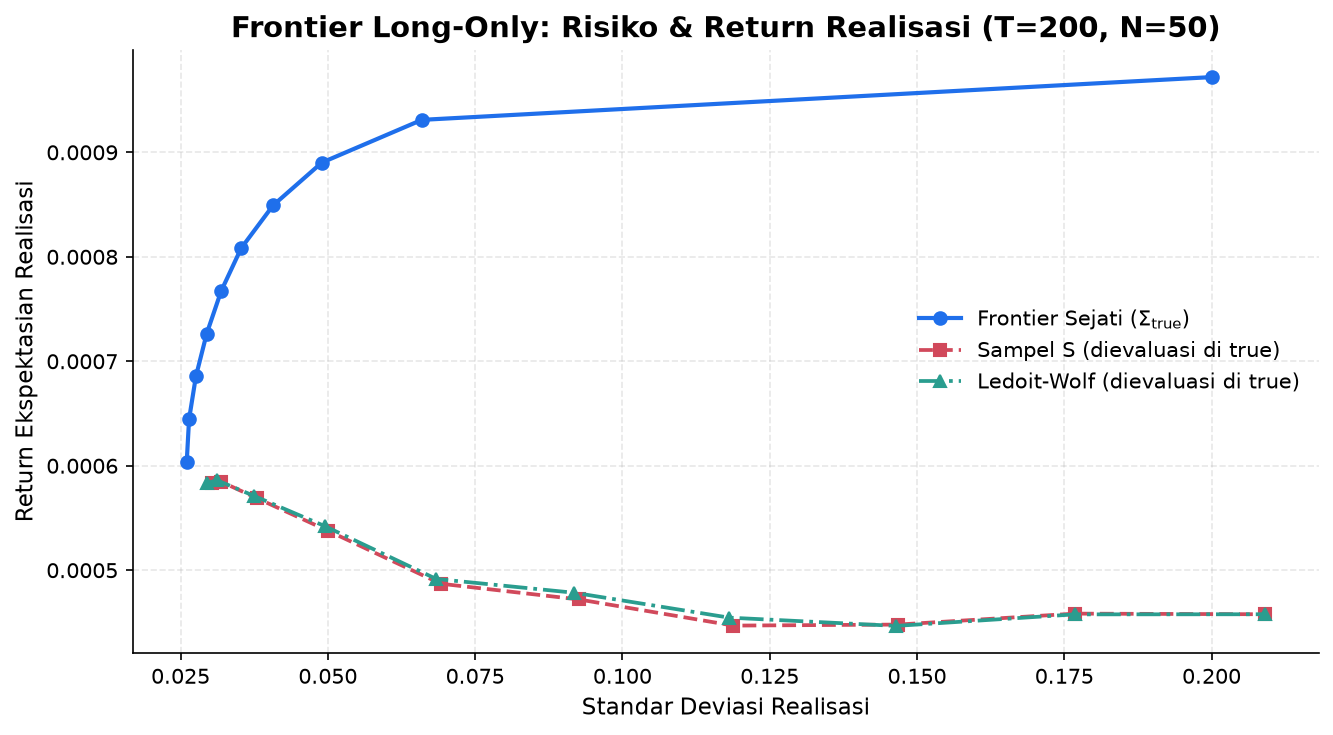 Frontier Long-Only: Risiko & Return Realisasi (T=200, N=50)
Return Ekspektasian Realisasi
0.0009
0.0008
0.0007
0.0006
0.0005
Frontier Sejati (Σtrue)
Sampel S (dievaluasi di true)
Ledoit-Wolf (dievaluasi di true)
0.025 0.050 0.075 0.100 0.125 0.150 0.175 0.200
Standar Deviasi Realisasi